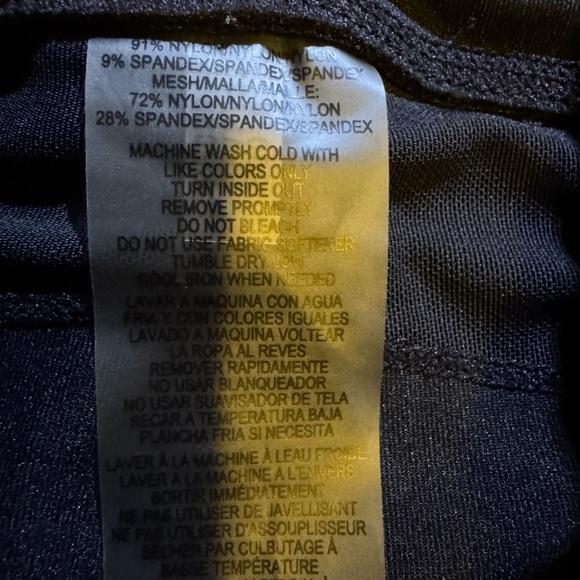 91% NYLON/NYLON/NYLON
9% SPANDEX/SPANDEX/SPANDEX
MESH/MALLA/MAILLE:
72% NYLON/NYLON/NYLON
28% SPANDEX/SPANDEX/SPANDEX
MACHINE WASH COLD WITH
LIKE COLORS ONLY
TURN INSIDE OUT
REMOVE PROMPTLY
DO NOT BLEACH
DO NOT USE FABRIC SOFTENER
TUMBLE DRY LOW
COOL IRON WHEN NEEDED
LAVAR A MAQUINA CON AGUA
FRIA Y CON COLORES IGUALES
LAVADO A MAQUINA VOLTEAR
LA ROPA AL REVES
REMOVER RAPIDAMENTE
NO USAR BLANQUEADOR
NO USAR SUAVISADOR DE TELA
SECAR A TEMPERATURA BAJA
PLANCHA FRIA SI NECESITA
LAVER À LA MACHINE À LEAU FROIDE
LAVER A LA MACHINE A L'ENVERS
SORTIR IMMÉDIATEMENT
NE PAS UTILISER DE JAVELLISANT
NE PAS UTILISER D'ASSOUPLISSEUR
SÉCHER PAR CULBUTAGE À
BASSE TEMPÉRATURE